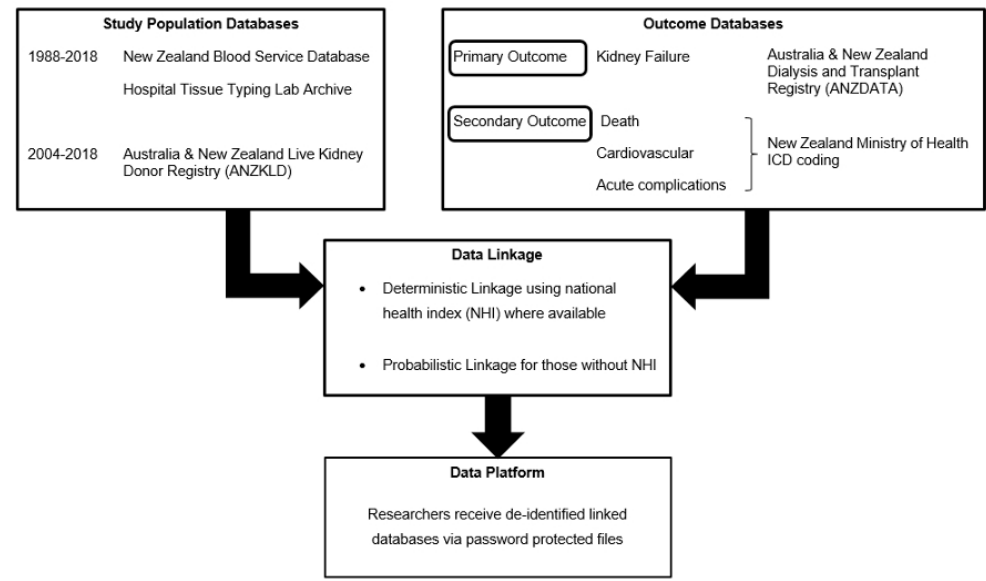 Study Population Databases
1988-2018 New Zealand Blood Service Database
Hospital Tissue Typing Lab Archive
2004-2018 Australia & New Zealand Live Kidney
Donor Registry (ANZKLD)
Outcome Databases
Primary Outcome Kidney Failure Australia & New Zealand
Dialysis and Transplant
Registry (ANZDATA)
Secondary Outcome Death
Cardiovascular
Acute complications
New Zealand Ministry of Health
ICD coding
Data Linkage
• Deterministic Linkage using national
health index (NHI) where available
• Probabilistic Linkage for those without NHI
Data Platform
Researchers receive de-identified linked
databases via password protected files